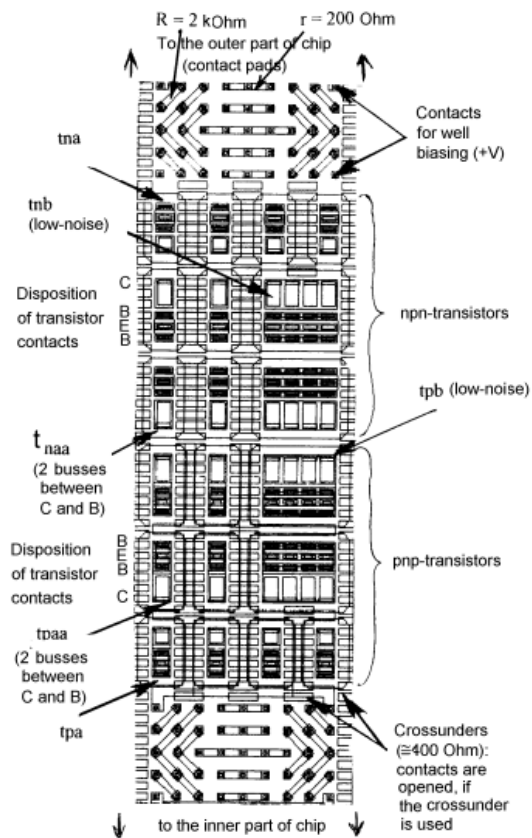 R = 2 kOhm
r = 200 Ohm
To the outer part of chip
(contact pads)
Contacts
for well
biasing (+V)
tna
tnb
(low-noise)
npn-transistors
C
Disposition
of transistor
contacts
B
E
B
tpb (low-noise)
tnaa
(2 busses
between
C and B)
B
E
B
C
Disposition
of transistor
contacts
pnp-transistors
tpaa
(2 busses
between
C and B)
tpa
Crossunders
(≅400 Ohm):
contacts are
opened, if
the crossunder
is used
to the inner part of chip